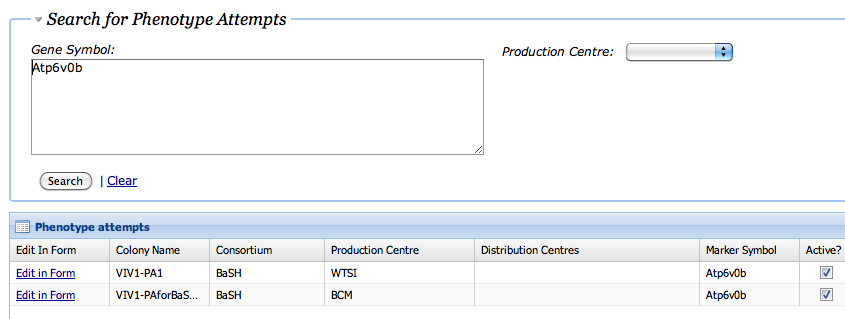 Search for Phenotype Attempts
Gene Symbol: Production Centre:
Atp6v0b
Search | Clear
Phenotype attempts
Edit In Form Colony Name Consortium Production Centre Distribution Centres Marker Symbol Active?
Edit in Form VIV1-PA1 BaSH WTSI Atp6v0b
Edit in Form VIV1-PAforBaS... BaSH BCM Atp6v0b